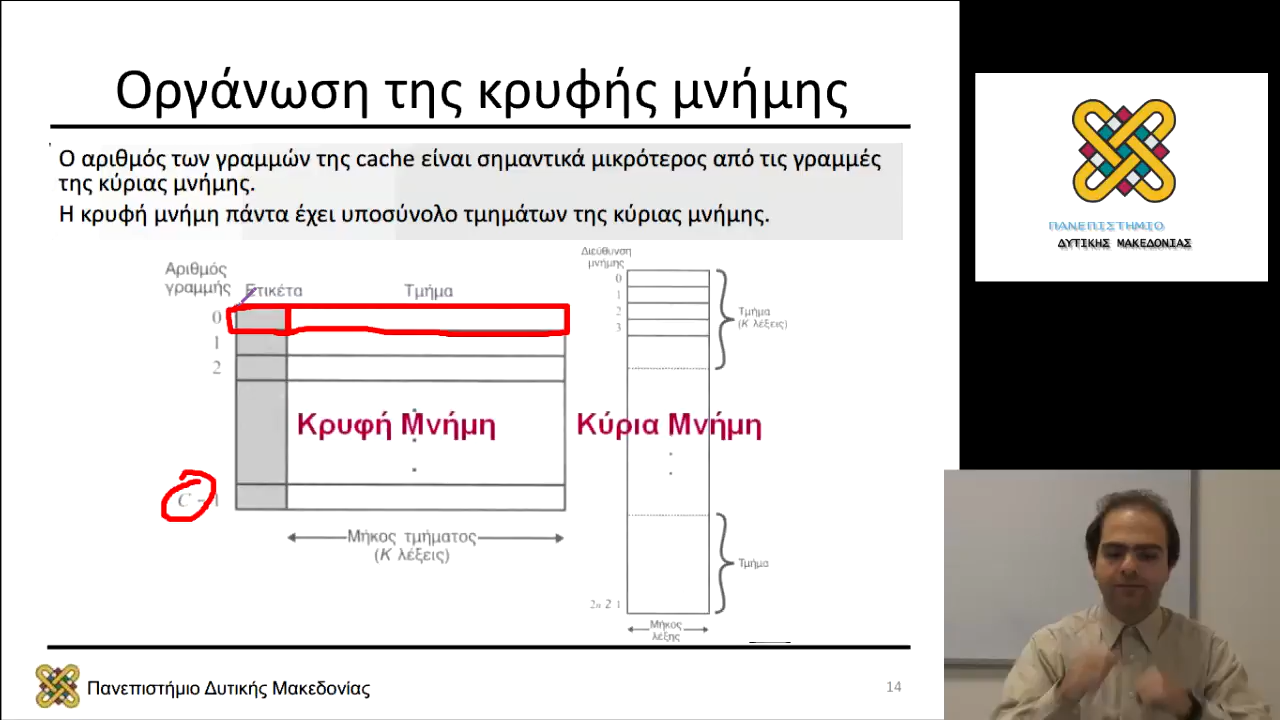 Οργάνωση της κρυφής μνήμης
Ο αριθμός των γραμμών της cache είναι σημαντικά μικρότερος από τις γραμμές
της κύριας μνήμης.
Η κρυφή μνήμη πάντα έχει υποσύνολο τμημάτων της κύριας μνήμης.
Αριθμός
γραμμής
Ετικέτα
Τμήμα
0
1
2
C - 1
Κρυφή Μνήμη
Μήκος τμήματος
(K λέξεις)
Διεύθυνση
μνήμης
0
1
2
3
Τμήμα
(K λέξεις)
Κύρια Μνήμη
Τμήμα
2n 2 1
Μήκος
λέξης
Πανεπιστήμιο Δυτικής Μακεδονίας
14
ΠΑΝΕΠΙΣΤΗΜΙΟ
ΔΥΤΙΚΗΣ ΜΑΚΕΔΟΝΙΑΣ